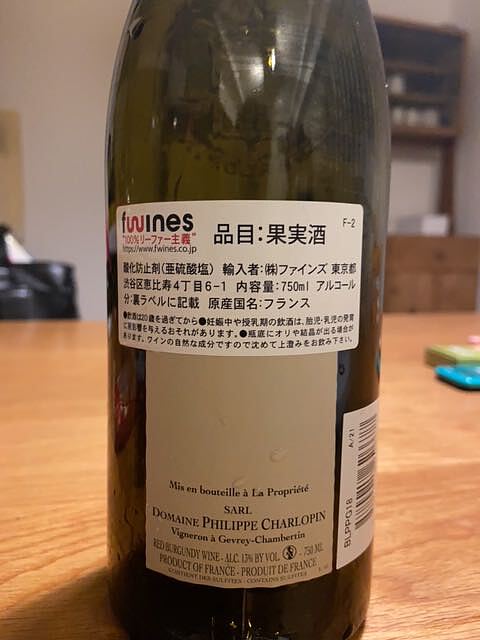 fwines
"100%リーファー主義"
https://www.fwines.co.jp
品目:果実酒
F-2
酸化防止剤(亜硫酸塩) 輸入者:㈱ファインズ 東京都
渋谷区恵比寿4丁目6-1 内容量:750ml アルコール
分:裏ラベルに記載 原産国名:フランス
●飲酒は20歳を過ぎてから●妊娠中や授乳期の飲酒は、胎児・乳児の発育
に悪影響を与えるおそれがあります。●瓶底にオリや結晶が出る場合が
あります。ワインの自然な成分ですので沈めて上澄みをお飲み下さい。
A/21
BLPPG18
Mis en bouteille à La Propriété
SARL
DOMAINE PHILIPPE CHARLOPIN
Vigneron à Gevrey-Chambertin
RED BURGUNDY WINE - ALC. 13% BY VOL. - 750 ML
PRODUCT OF FRANCE - PRODUIT DE FRANCE
CONTIENT DES SULFITES - CONTAINS SULFITES